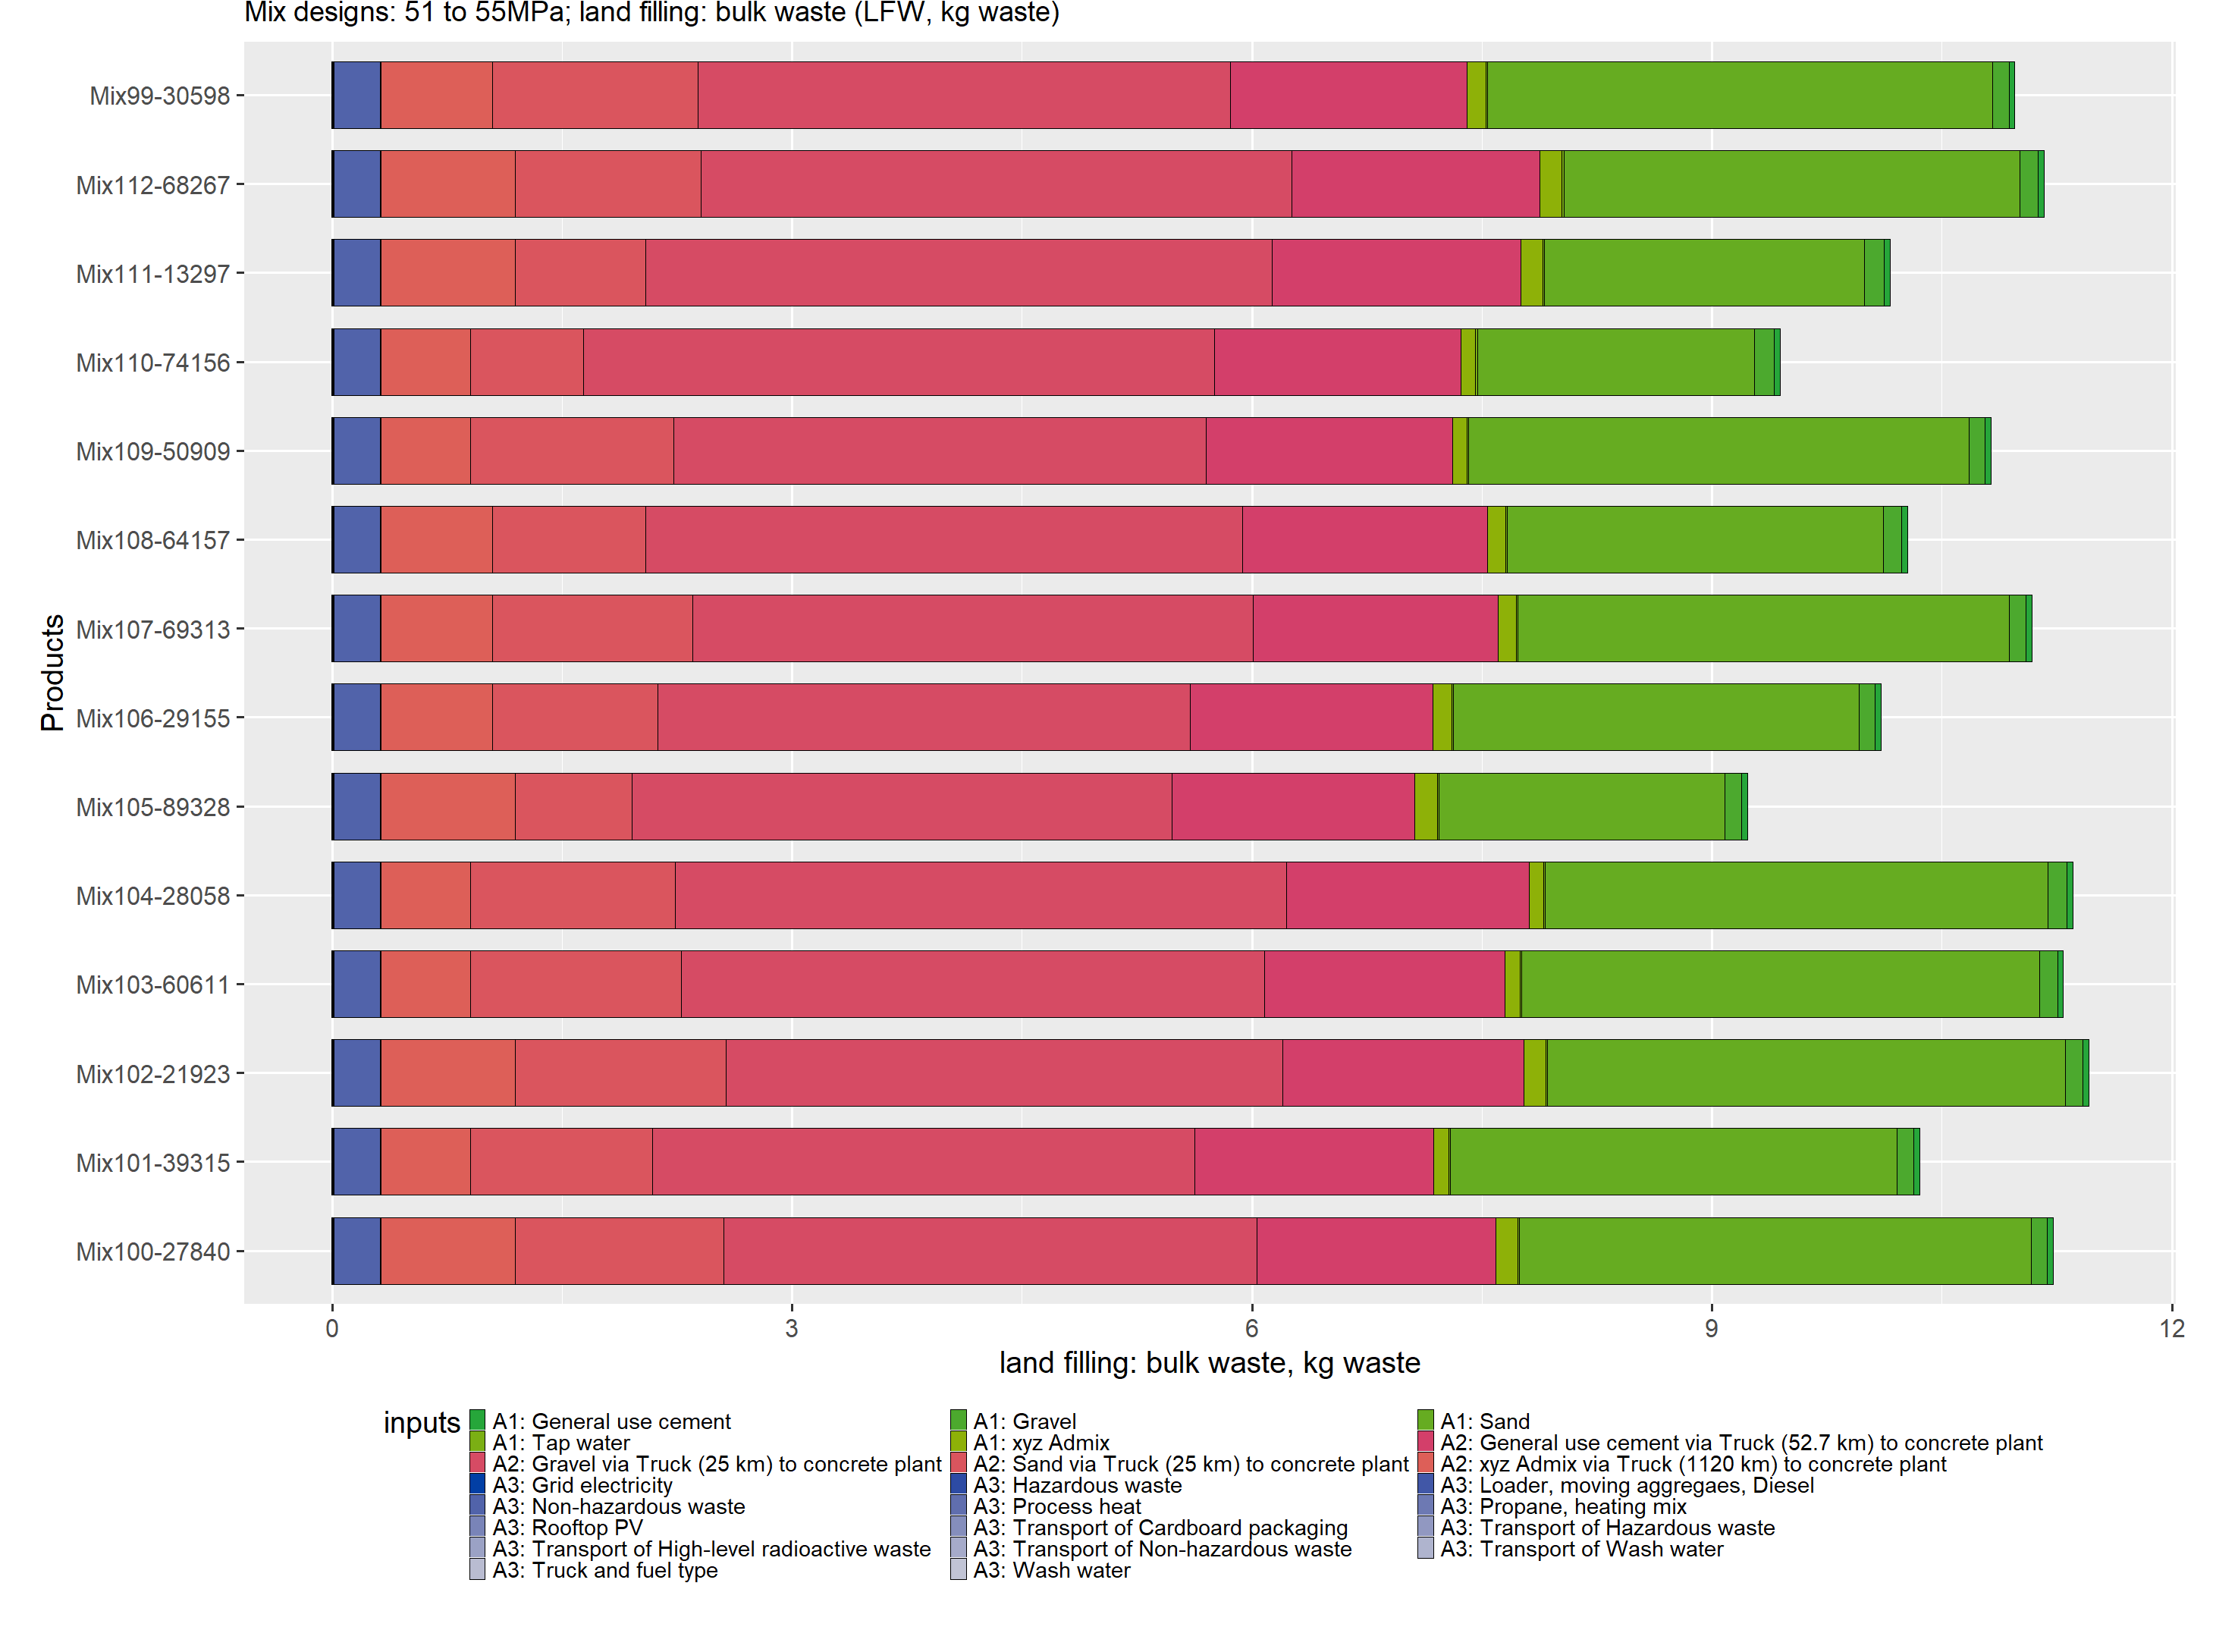 Mix designs: 51 to 55MPa; land filling: bulk waste (LFW, kg waste)
Mix99-30598
Mix112-68267
Mix111-13297
Mix110-74156
Mix109-50909
Mix108-64157
Mix107-69313
Mix106-29155
Mix105-89328
Mix104-28058
Mix103-60611
Mix102-21923
Mix101-39315
Mix100-27840
Products
0 3 6 9 12
land filling: bulk waste, kg waste
inputs
A1: General use cement A1: Gravel A1: Sand
A1: Tap water A1: xyz Admix A2: General use cement via Truck (52.7 km) to concrete plant
A2: Gravel via Truck (25 km) to concrete plant A2: Sand via Truck (25 km) to concrete plant A2: xyz Admix via Truck (1120 km) to concrete plant
A3: Grid electricity A3: Hazardous waste A3: Loader, moving aggregaes, Diesel
A3: Non-hazardous waste A3: Process heat A3: Propane, heating mix
A3: Rooftop PV A3: Transport of Cardboard packaging A3: Transport of Hazardous waste
A3: Transport of High-level radioactive waste A3: Transport of Non-hazardous waste A3: Transport of Wash water
A3: Truck and fuel type A3: Wash water